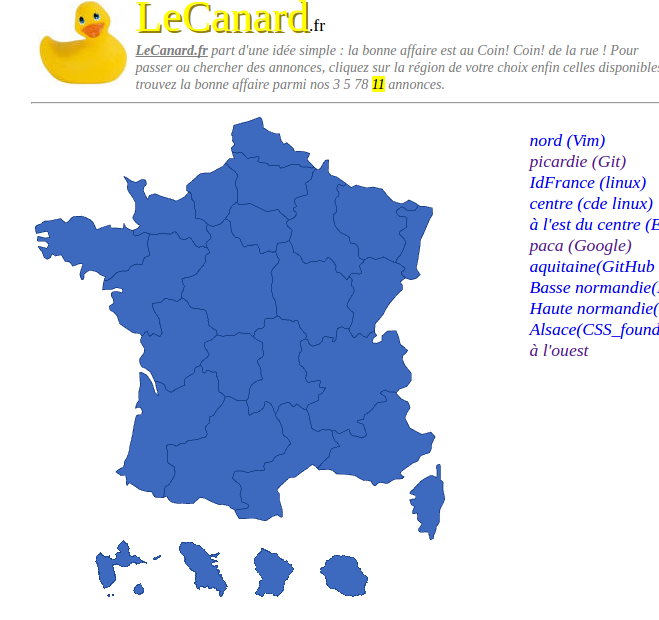 LeCanard.fr
LeCanard.fr part d'une idée simple : la bonne affaire est au Coin! Coin! de la rue ! Pour
passer ou chercher des annonces, cliquez sur la région de votre choix enfin celles disponibles
trouvez la bonne affaire parmi nos 3 5 78 11 annonces.
nord (Vim)
picardie (Git)
IdFrance (linux)
centre (cde linux)
à l'est du centre (E
paca (Google)
aquitaine(GitHub
Basse normandie(
Haute normandie(
Alsace(CSS_found
à l'ouest